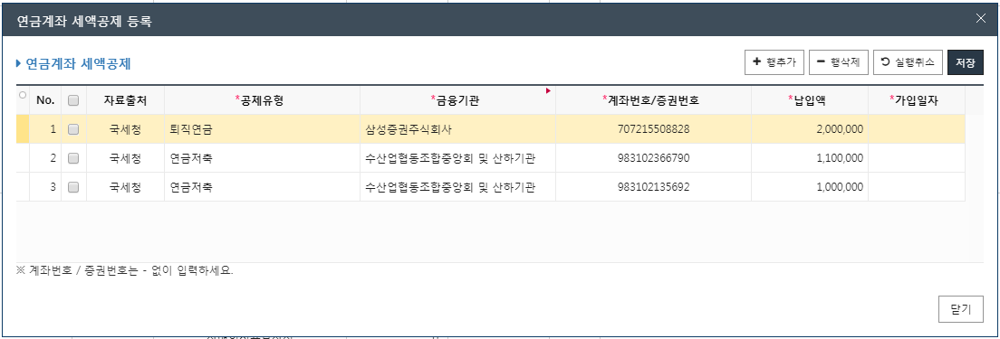 연금계좌 세액공제 등록
연금계좌 세액공제
행추가 행삭제 실행취소 저장
No. 자료출처 *공제유형 *금융기관 *계좌번호/증권번호 *납입액 *가입일자
1 국세청 퇴직연금 삼성증권주식회사 707215508828 2,000,000
2 국세청 연금저축 수산업협동조합중앙회 및 산하기관 983102366790 1,100,000
3 국세청 연금저축 수산업협동조합중앙회 및 산하기관 983102135692 1,000,000
※ 계좌번호 / 증권번호는 - 없이 입력하세요.
닫기